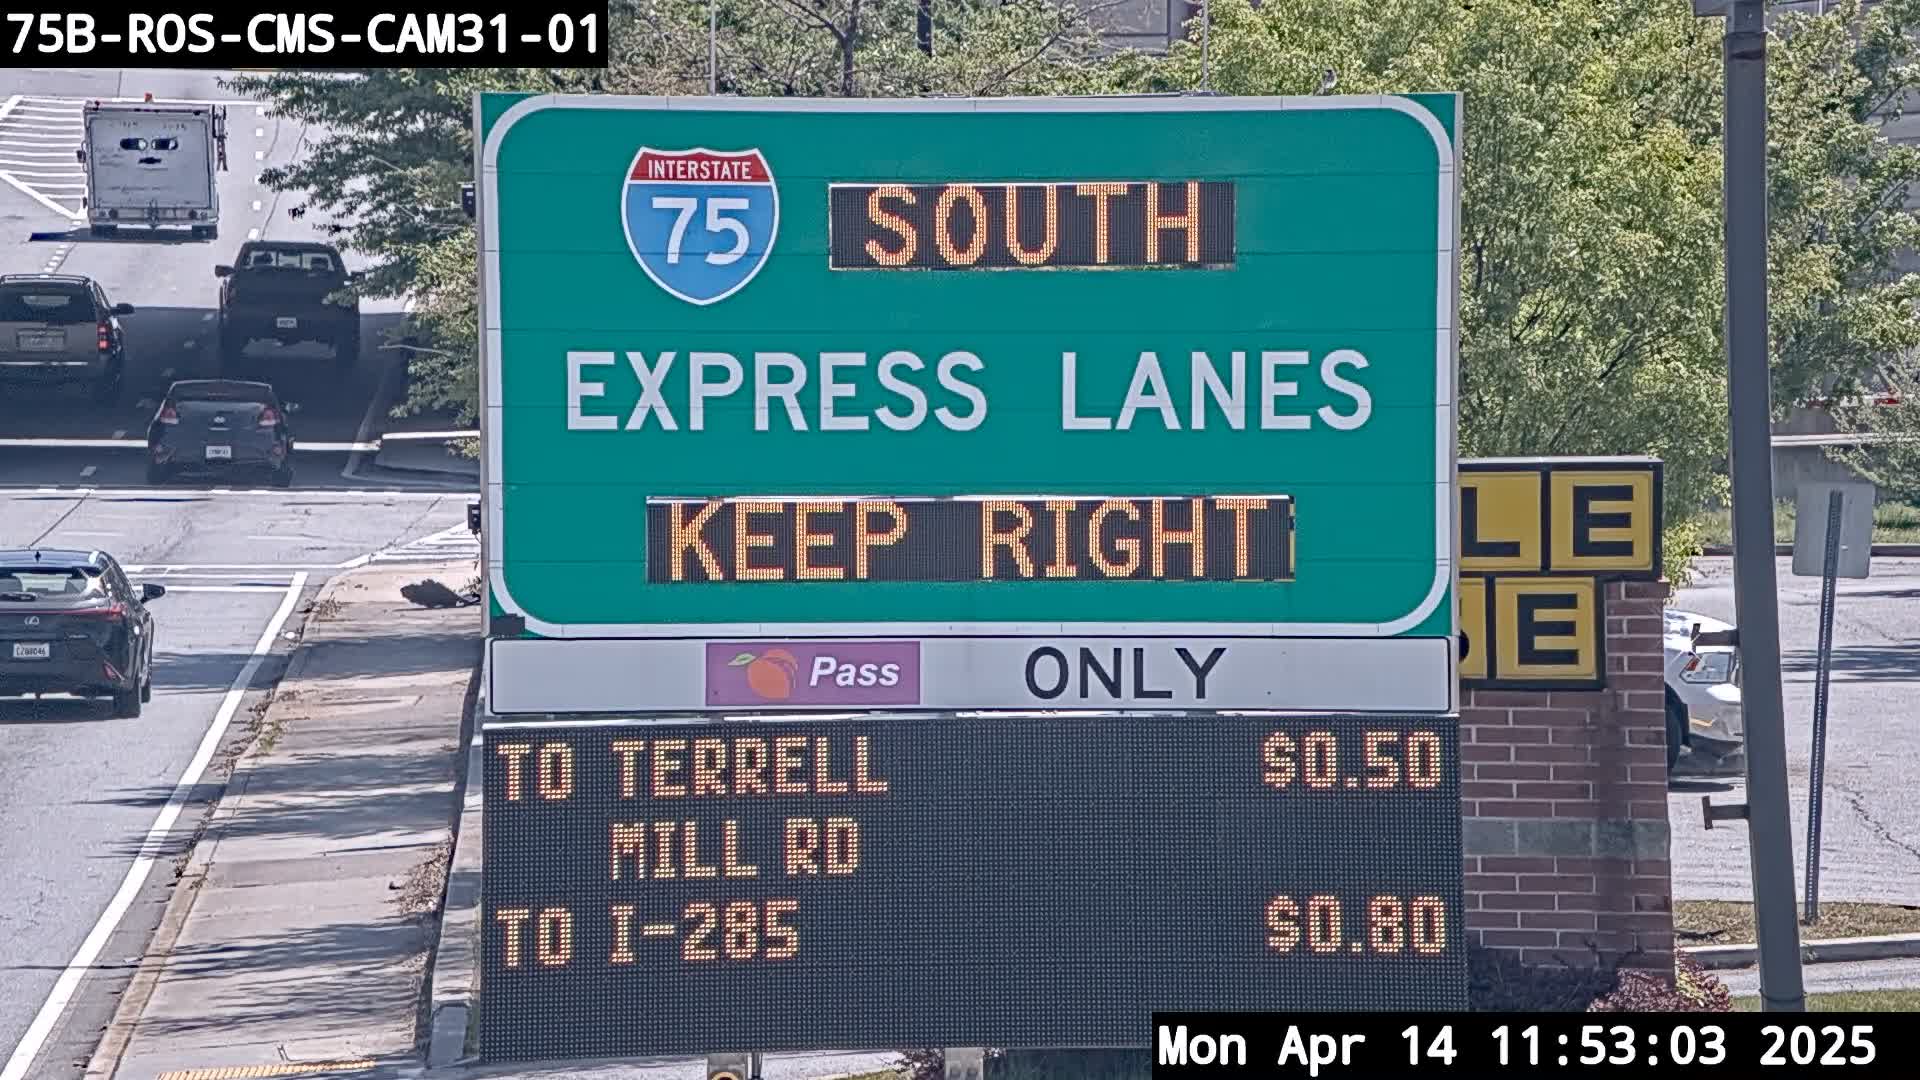 75B-ROS-CMS-CAM31-01
INTERSTATE
75
SOUTH
EXPRESS LANES
KEEP RIGHT
Pass ONLY
LE
E
TO TERRELL $0.50
MILL RD
TO I-285 $0.80
Mon Apr 14 11:53:03 2025